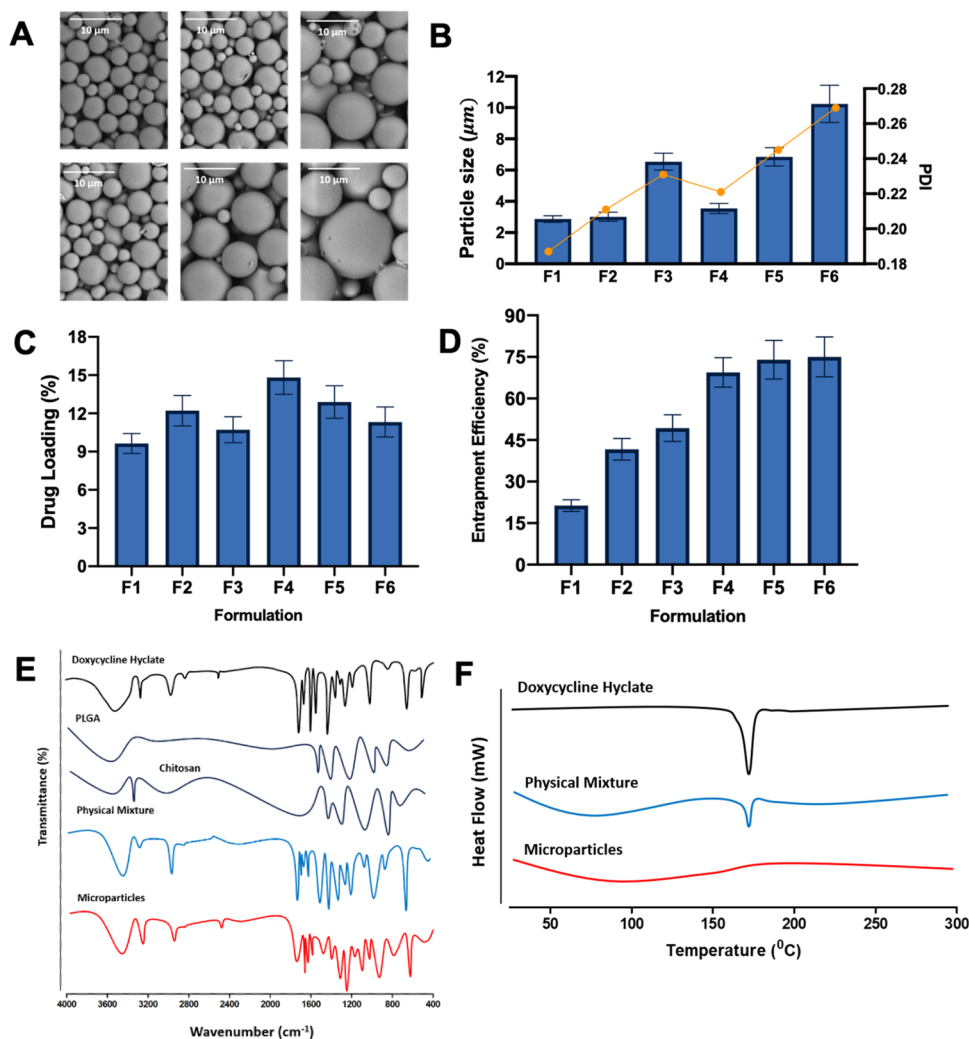 A
10 µm
10 µm
10 µm
10 µm
10 µm
10 µm
B
Particle size (µm)
12
10
8
6
4
2
0
F1 F2 F3 F4 F5 F6
0.28
0.26
0.24
0.22
0.20
0.18
PDI
C
Drug Loading (%)
18
15
12
9
6
3
0
F1 F2 F3 F4 F5 F6
Formulation
D
Entrapment Efficiency (%)
90
75
60
45
30
15
0
F1 F2 F3 F4 F5 F6
Formulation
E
Transmittance (%)
Doxycycline Hyclate
PLGA
Chitosan
Physical Mixture
Microparticles
4000 3600 3200 2800 2400 2000 1600 1200 800 400
Wavenumber (cm-1)
F
Heat Flow (mW)
Doxycycline Hyclate
Physical Mixture
Microparticles
50 100 150 200 250 300
Temperature (⁰C)